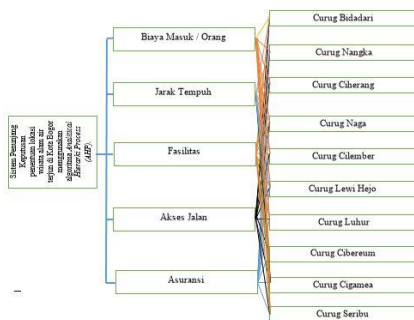 Sistem Penunjang
Keputusan
penentuan lokasi
wisata alam air
terjun di Kota Bogor
menggunakan
algoritma Analitical
Hierarki Process
(AHP).
Biaya Masuk / Orang
Jarak Tempuh
Fasilitas
Akses Jalan
Asuransi
Curug Bidadari
Curug Nangka
Curug Ciherang
Curug Naga
Curug Cilember
Curug Lewi Hejo
Curug Luhur
Curug Cibereum
Curug Cigamea
Curug Seribu